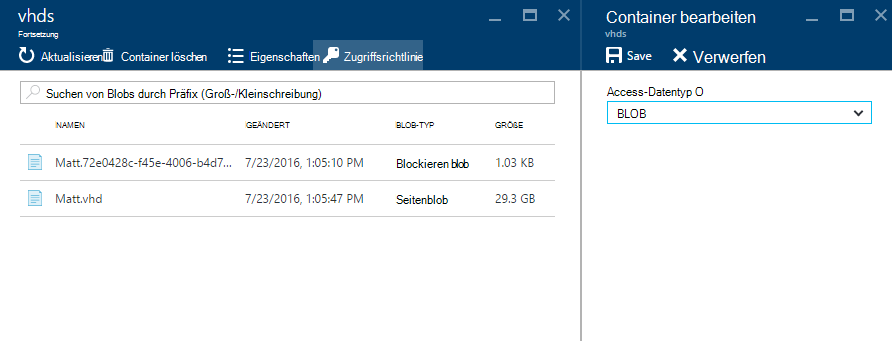 vhds
Fortsetzung
Aktualisieren Container löschen Eigenschaften Zugriffsrichtlinie
Suchen von Blobs durch Präfix (Groß-/Kleinschreibung)
NAMEN GEÄNDERT BLOB-TYP GRÖßE
Matt.72e0428c-f45e-4006-b4d7... 7/23/2016, 1:05:10 PM Blockieren blob 1.03 KB
Matt.vhd 7/23/2016, 1:05:47 PM Seitenblob 29.3 GB
Container bearbeiten
vhds
Save Verwerfen
Access-Datentyp O
BLOB